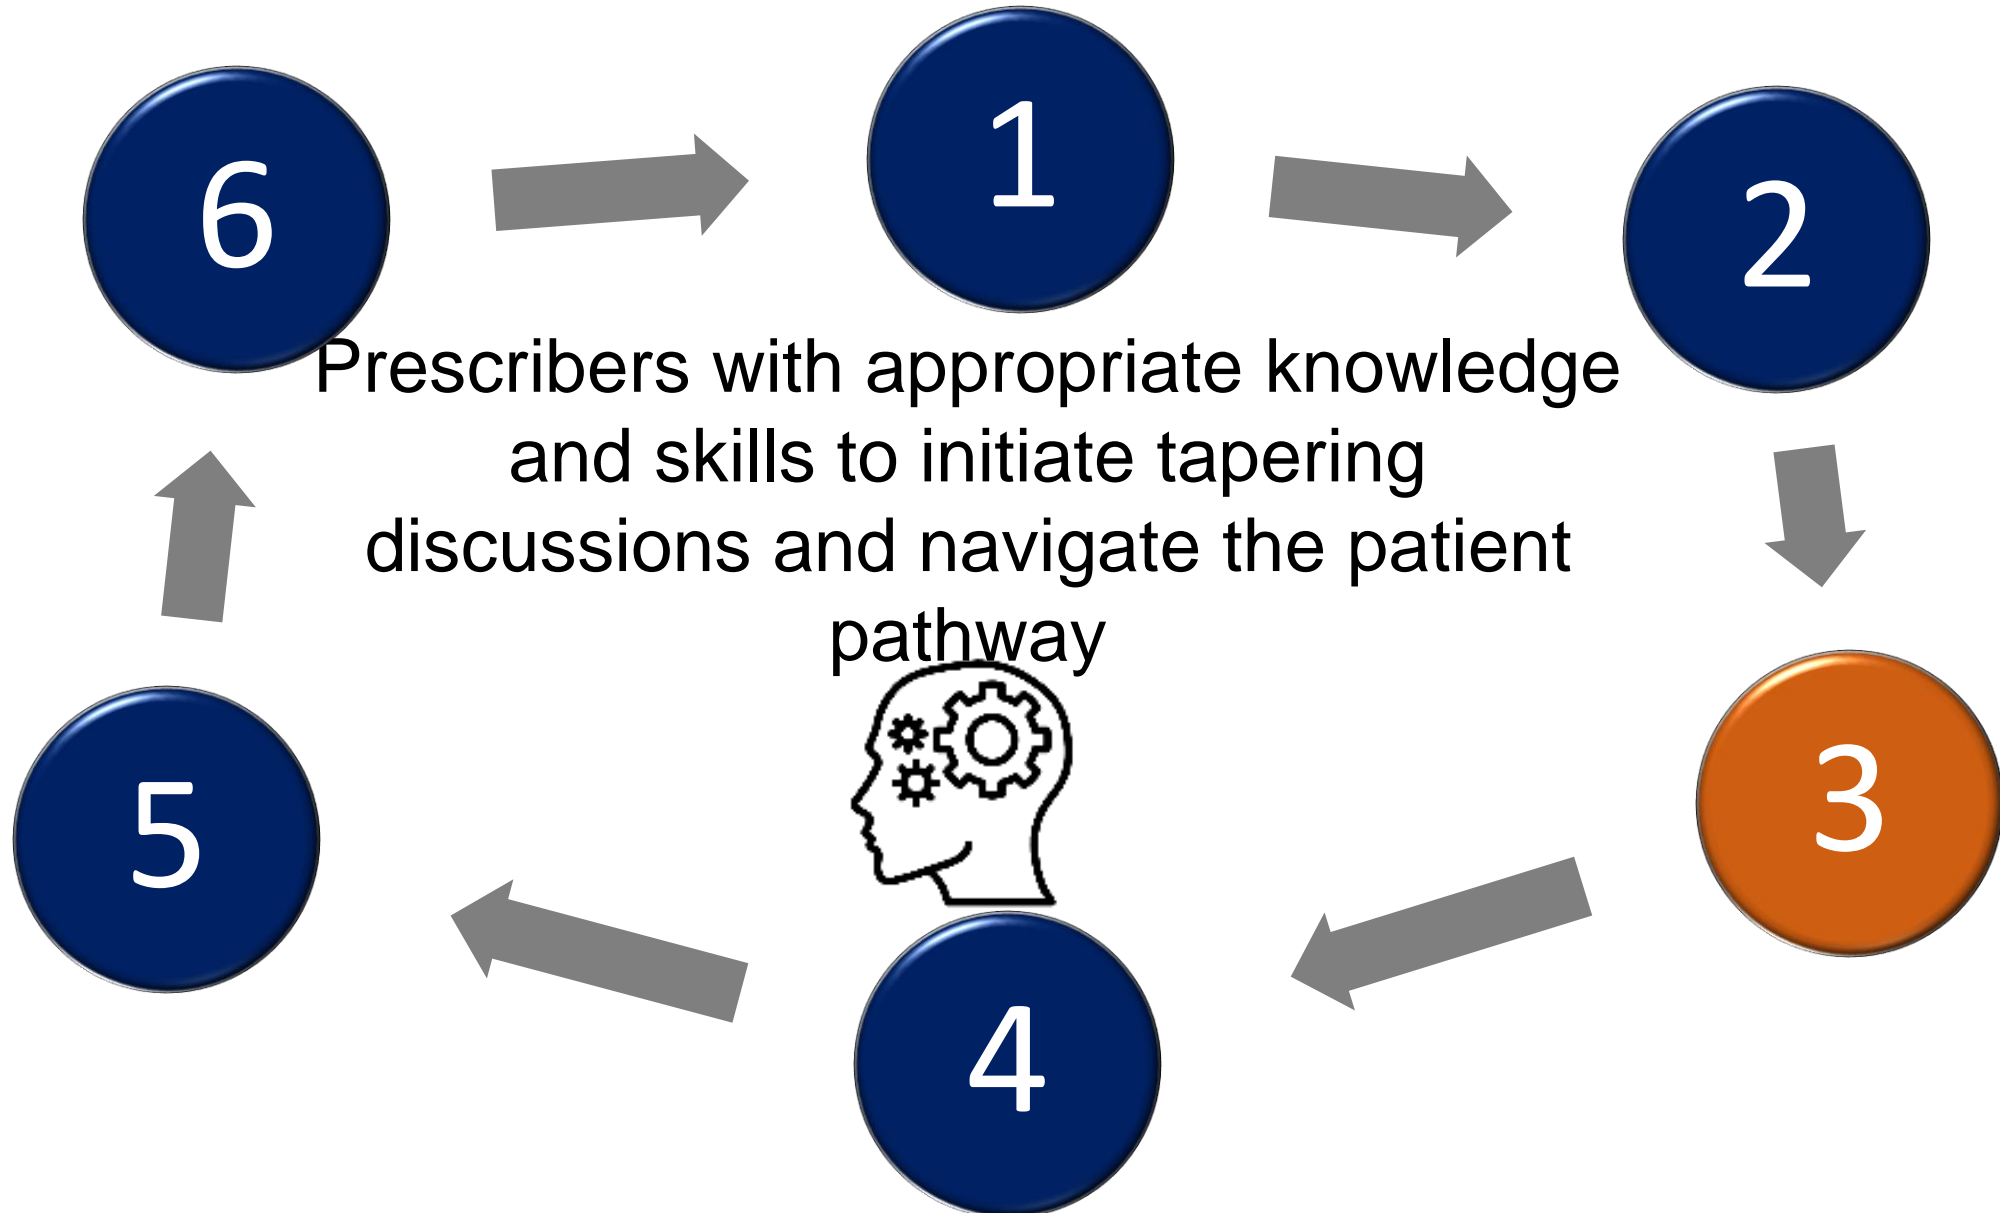 1
6
2
Prescribers with appropriate knowledge
and skills to initiate tapering
discussions and navigate the patient
pathway
3
5
4